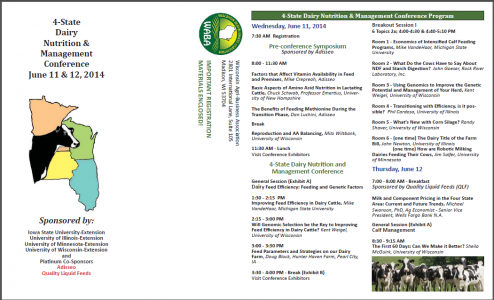 4-State
Dairy
Nutrition &
Management
Conference
June 11 & 12, 2014
Sponsored by:
Iowa State University-Extension
University of Illinois-Extension
University of Minnesota-Extension
University of Wisconsin-Extension
and
Platinum Co-Sponsors
Adisseo
Quality Liquid Feeds
WABA
Wisconsin Agri-Business Association
2801 International Lane, Suite 105
Madison, WI 53704
IMPORTANT REGISTRATION
MATERIALS ENCLOSED!
4-State Dairy Nutrition & Management Conference Program
Wednesday, June 11, 2014
7:30 AM Registration
Pre-conference Symposium
Sponsored by Adisseo
8:00 - 11:30 AM
Factors that Affect Vitamin Availability in Feed
and Premixes, Mike Crepnosil, Adisseo
Basic Aspects of Amino Acid Nutrition in Lactating
Cattle, Chuck Schwab, Professor Emeritus, Univer-
sity of New Hampshire
The Benefits of Feeding Methionine During the
Transition Phase, Dan Luchini, Adisseo
Break
Reproduction and AA Balancing, Milo Wiltbank,
University of Wisconsin
11:30 AM - Lunch
Visit Conference Exhibitors
4-State Dairy Nutrition and
Management Conference
General Session (Exhibit A)
Dairy Feed Efficiency: Feeding and Genetic Factors
1:30 - 2:15 PM
Improving Feed Efficiency in Dairy Cattle, Mike
VandeHaar, Michigan State University
2:15 - 3:00 PM
Will Genomic Selection be the Key to Improving
Feed Efficiency in Dairy Cattle? Kent Weigel,
University of Wisconsin
3:00 - 3:30 PM
Feed Parameters and Strategies on our Dairy
Farm, Doug Block, Hunter Haven Farm, Pearl City,
IA
3:30 - 4:00 PM - Break (Exhibit B)
Visit Conference Exhibitors
Breakout Session I
6 Topics 2x; 4:00-4:30 & 4:40-5:10 PM
Room 1 - Economics of Intensified Calf Feeding
Programs, Mike VandeHaar, Michigan State
University
Room 2 - What Do the Cows Have to Say About
NDF and Starch Digestion? John Goeser, Rock River
Laboratory, Inc.
Room 3 - Using Genomics to Improve the Genetic
Potential and Management of Your Herd, Kent
Weigel, University of Wisconsin
Room 4 - Transitioning with Efficiency, is it pos-
sible? Phil Cardoso, University of Illinois
Room 5 - What's New with Corn Silage? Randy
Shaver, University of Wisconsin
Room 6 - (one time) The Dairy Title of the Farm
Bill, John Newton, University of Illinois
(one time) How are Robotic Milking
Dairies Feeding Their Cows, Jim Salfer, University
of Minnesota
Thursday, June 12
7:00 - 8:00 AM - Breakfast
Sponsored by Quality Liquid Feeds (QLF)
Milk and Component Pricing in the Four State
Area: Current and Future Trends, Michael
Swanson, PhD, Ag Economist - Senior Vice
President, Wells Fargo Bank N.A.
General Session (Exhibit A)
Calf Management
8:30 - 9:15 AM
The First 60 Days: Can We Make it Better? Sheila
McGuirk, University of Wisconsin